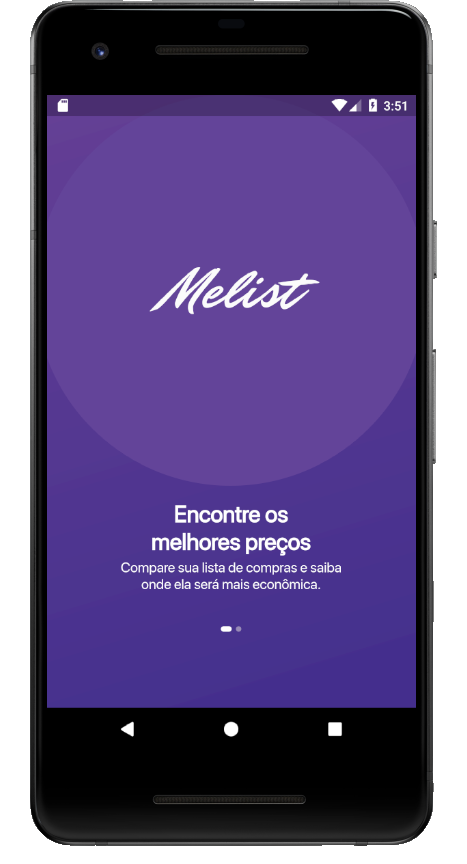 3:51
Melist
Encontre os
melhores preços
Compare sua lista de compras e saiba
onde ela será mais econômica.